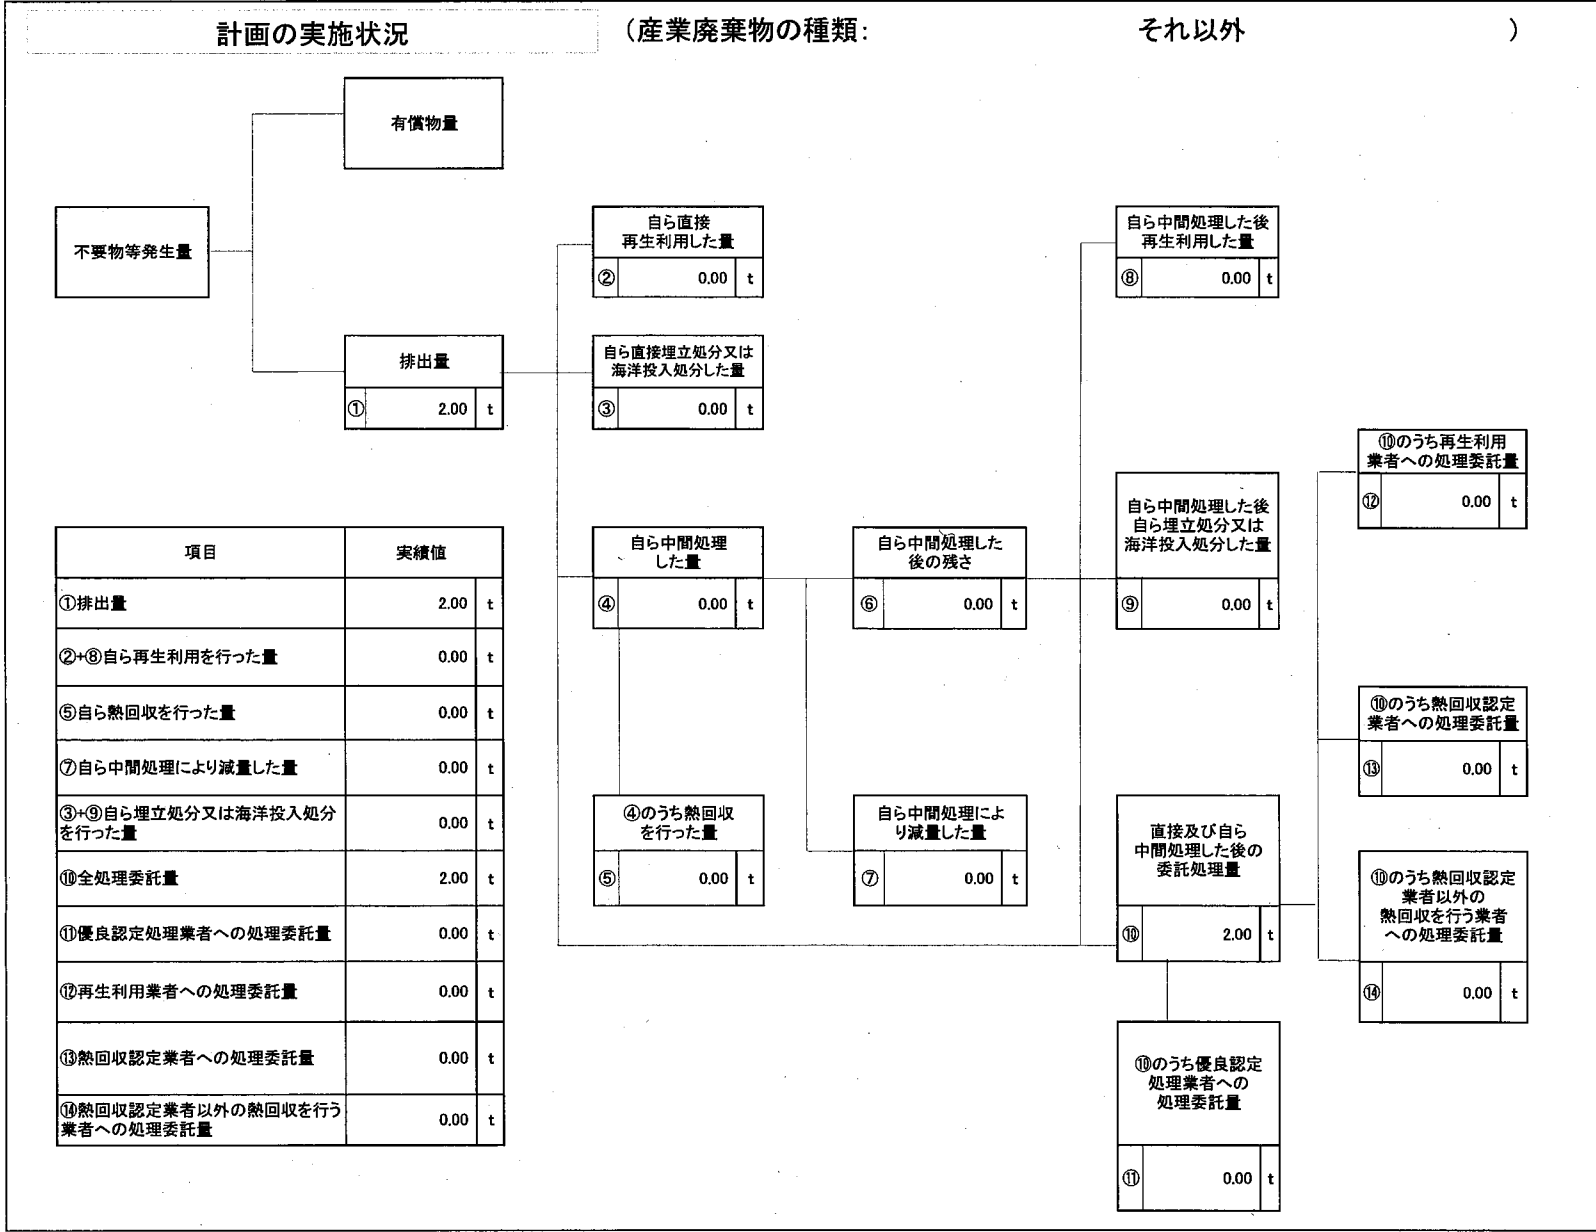 計画の実施状況 (産業廃棄物の種類: それ以外 )
有償物量
不要物等発生量
排出量
① 2.00 t
自ら直接
再生利用した量
② 0.00 t
自ら直接埋立処分又は
海洋投入処分した量
③ 0.00 t
自ら中間処理
した量
④ 0.00 t
④のうち熱回収
を行った量
⑤ 0.00 t
自ら中間処理した
後の残さ
⑥ 0.00 t
自ら中間処理によ
り減量した量
⑦ 0.00 t
自ら中間処理した後
再生利用した量
⑧ 0.00 t
自ら中間処理した後
自ら埋立処分又は
海洋投入処分した量
⑨ 0.00 t
直接及び自ら
中間処理した後の
委託処理量
⑩ 2.00 t
⑩のうち優良認定
処理業者への
処理委託量
⑪ 0.00 t
⑩のうち再生利用
業者への処理委託量
⑫ 0.00 t
⑩のうち熱回収認定
業者への処理委託量
⑬ 0.00 t
⑩のうち熱回収認定
業者以外の
熱回収を行う業者
への処理委託量
⑭ 0.00 t
項目 実績値
①排出量 2.00 t
②+⑧自ら再生利用を行った量 0.00 t
⑤自ら熱回収を行った量 0.00 t
⑦自ら中間処理により減量した量 0.00 t
③+⑨自ら埋立処分又は海洋投入処分
を行った量 0.00 t
⑩全処理委託量 2.00 t
⑪優良認定処理業者への処理委託量 0.00 t
⑫再生利用業者への処理委託量 0.00 t
⑬熱回収認定業者への処理委託量 0.00 t
⑭熱回収認定業者以外の熱回収を行う
業者への処理委託量 0.00 t